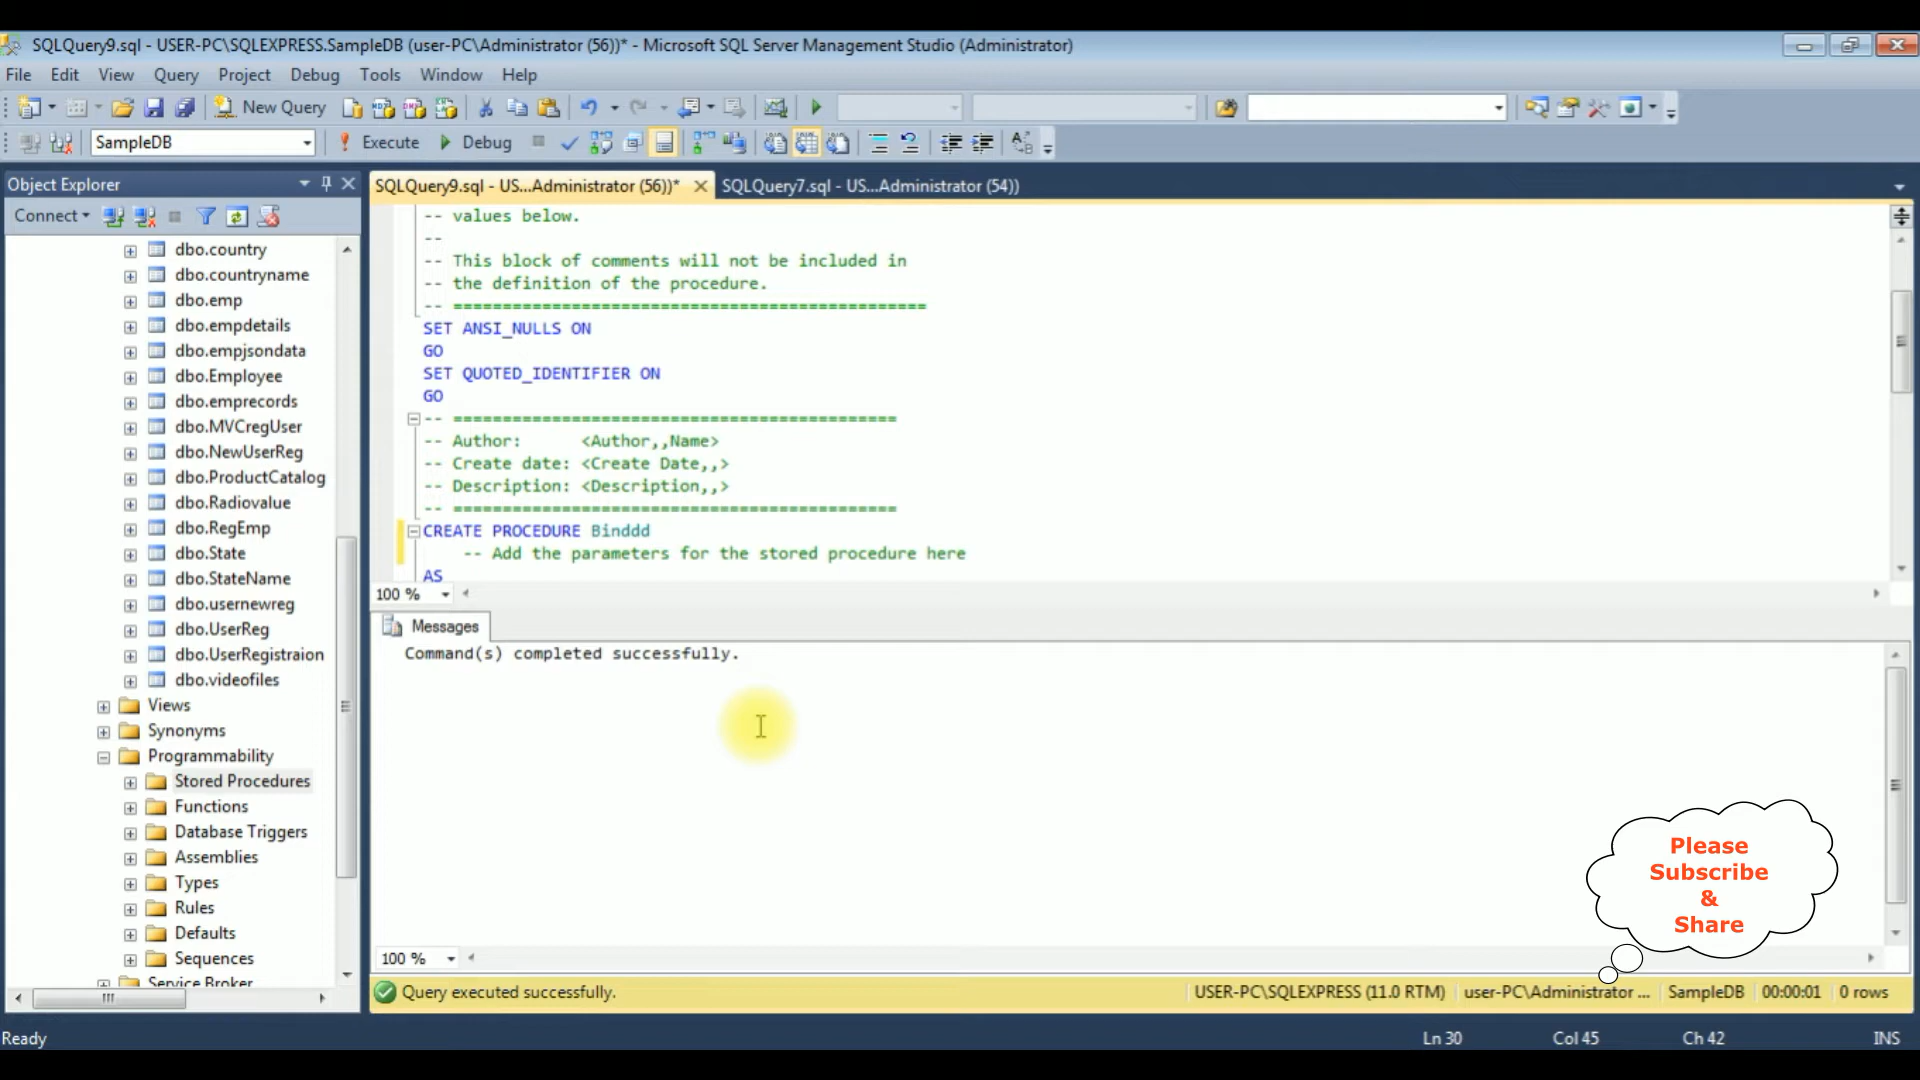 SQLQuery9.sql - USER-PC\SQLEXPRESS.SampleDB (user-PC\Administrator (56))* - Microsoft SQL Server Management Studio (Administrator)
File Edit View Query Project Debug Tools Window Help
New Query
SampleDB Execute Debug
Object Explorer
SQLQuery9.sql - US...Administrator (56))* SQLQuery7.sql - US...Administrator (54))
Connect
dbo.country
dbo.countryname
dbo.emp
dbo.empdetails
dbo.empjsondata
dbo.Employee
dbo.emprecords
dbo.MVCregUser
dbo.NewUserReg
dbo.ProductCatalog
dbo.Radiovalue
dbo.RegEmp
dbo.State
dbo.StateName
dbo.usernewreg
dbo.UserReg
dbo.UserRegistraion
dbo.videofiles
Views
Synonyms
Programmability
Stored Procedures
Functions
Database Triggers
Assemblies
Types
Rules
Defaults
Sequences
Service Broker
-- values below.
--
-- This block of comments will not be included in
-- the definition of the procedure.
-- ================================================
SET ANSI_NULLS ON
GO
SET QUOTED_IDENTIFIER ON
GO
-- =============================================
-- Author: <Author,,Name>
-- Create date: <Create Date,,>
-- Description: <Description,,>
-- =============================================
CREATE PROCEDURE Binddd
-- Add the parameters for the stored procedure here
AS
100 %
Messages
Command(s) completed successfully.
Please
Subscribe
&
Share
100 %
Query executed successfully. USER-PC\SQLEXPRESS (11.0 RTM) user-PC\Administrator ... SampleDB 00:00:01 0 rows
Ready Ln 30 Col 45 Ch 42 INS